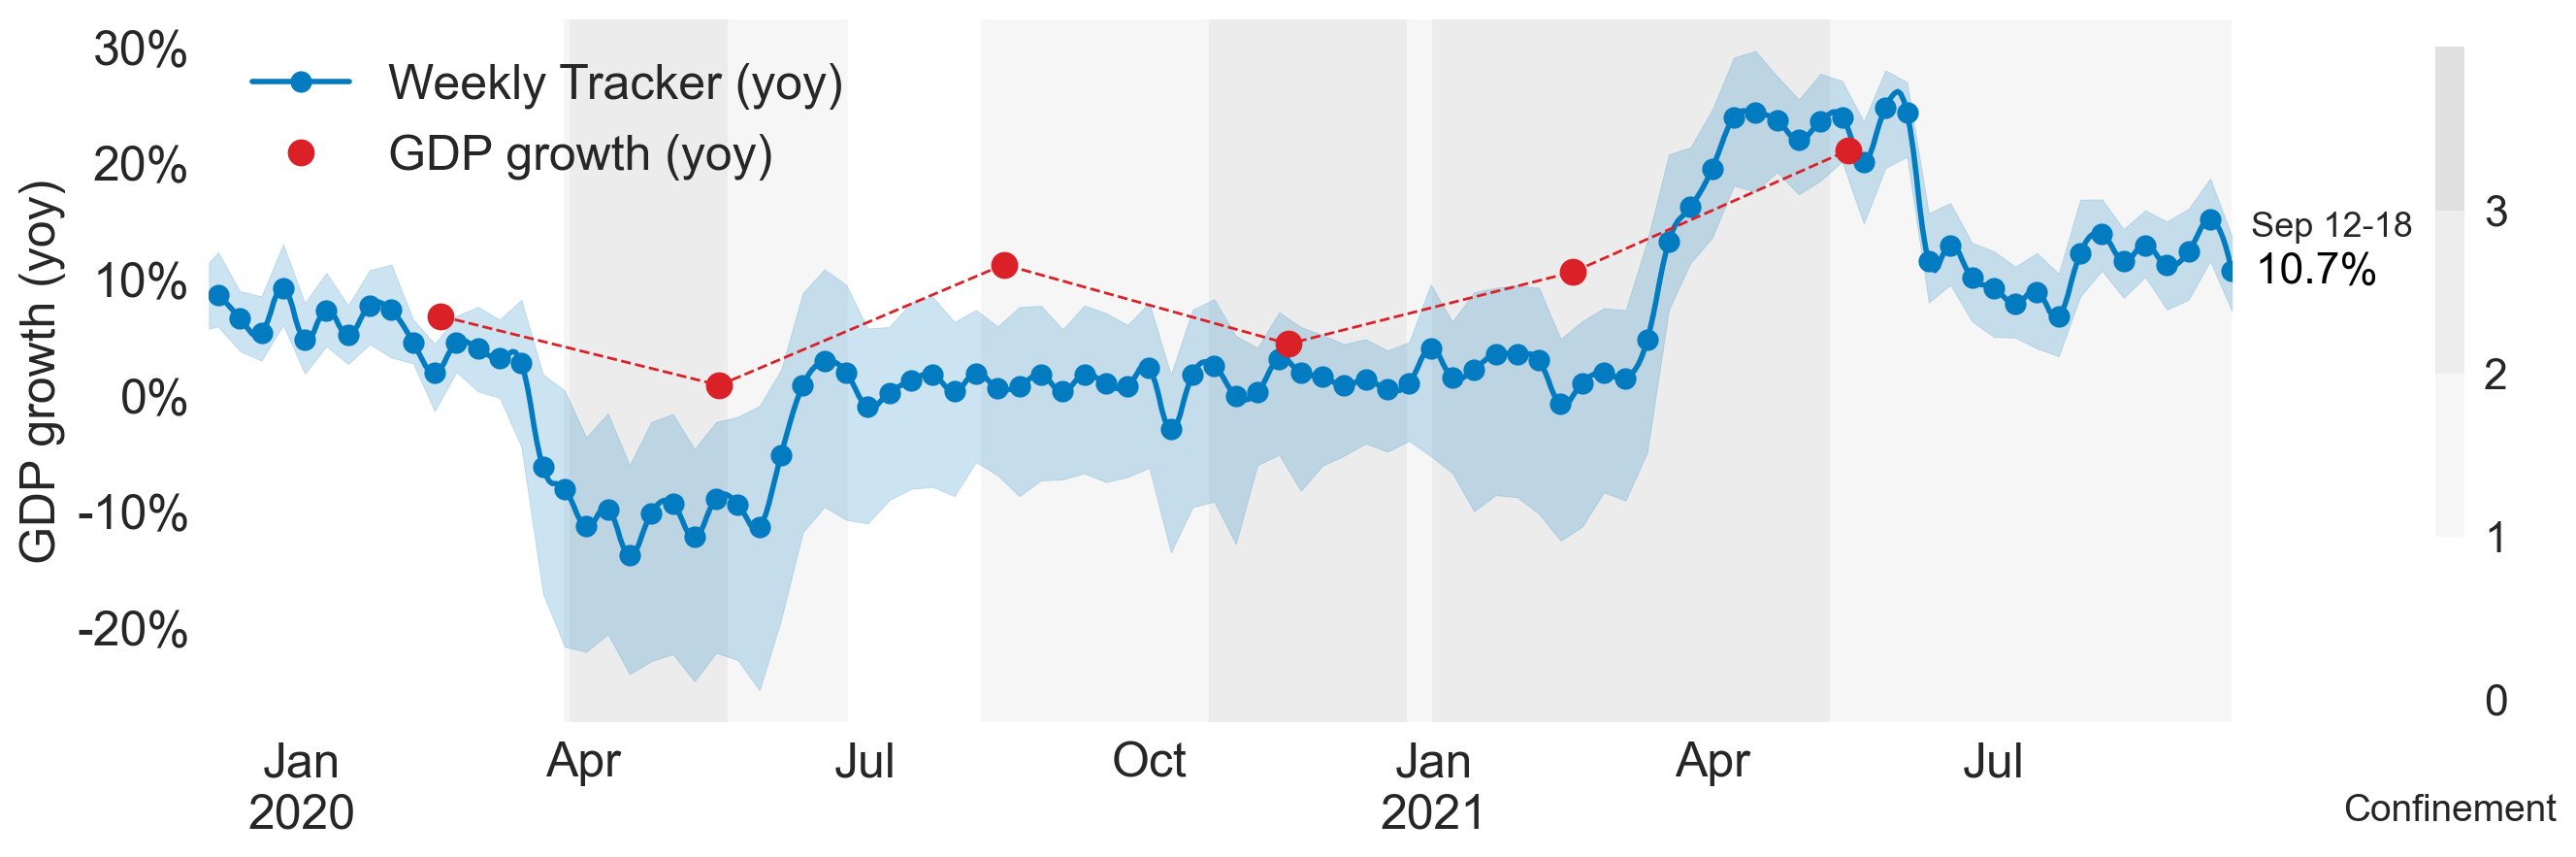 30%
20%
10%
0%
-10%
-20%
GDP growth (yoy)
Weekly Tracker (yoy)
GDP growth (yoy)
Sep 12-18
10.7%
3
2
1
0
Confinement
Jan
2020
Apr
Jul
Oct
Jan
2021
Apr
Jul